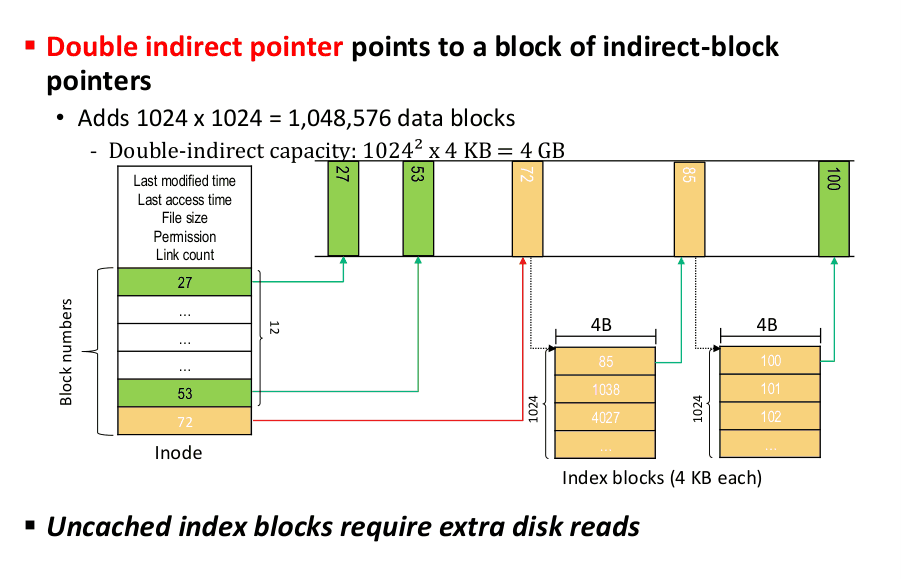 ▪ Double indirect pointer points to a block of indirect-block
pointers
• Adds 1024 x 1024 = 1,048,576 data blocks
- Double-indirect capacity: 1024² x 4 KB = 4 GB
Last modified time
Last access time
File size
Permission
Link count
27
...
...
...
53
72
12
Block numbers
Inode
27
53
72
85
100
4B
85
1038
4027
...
1024
4B
100
101
102
...
1024
Index blocks (4 KB each)
▪ Uncached index blocks require extra disk reads